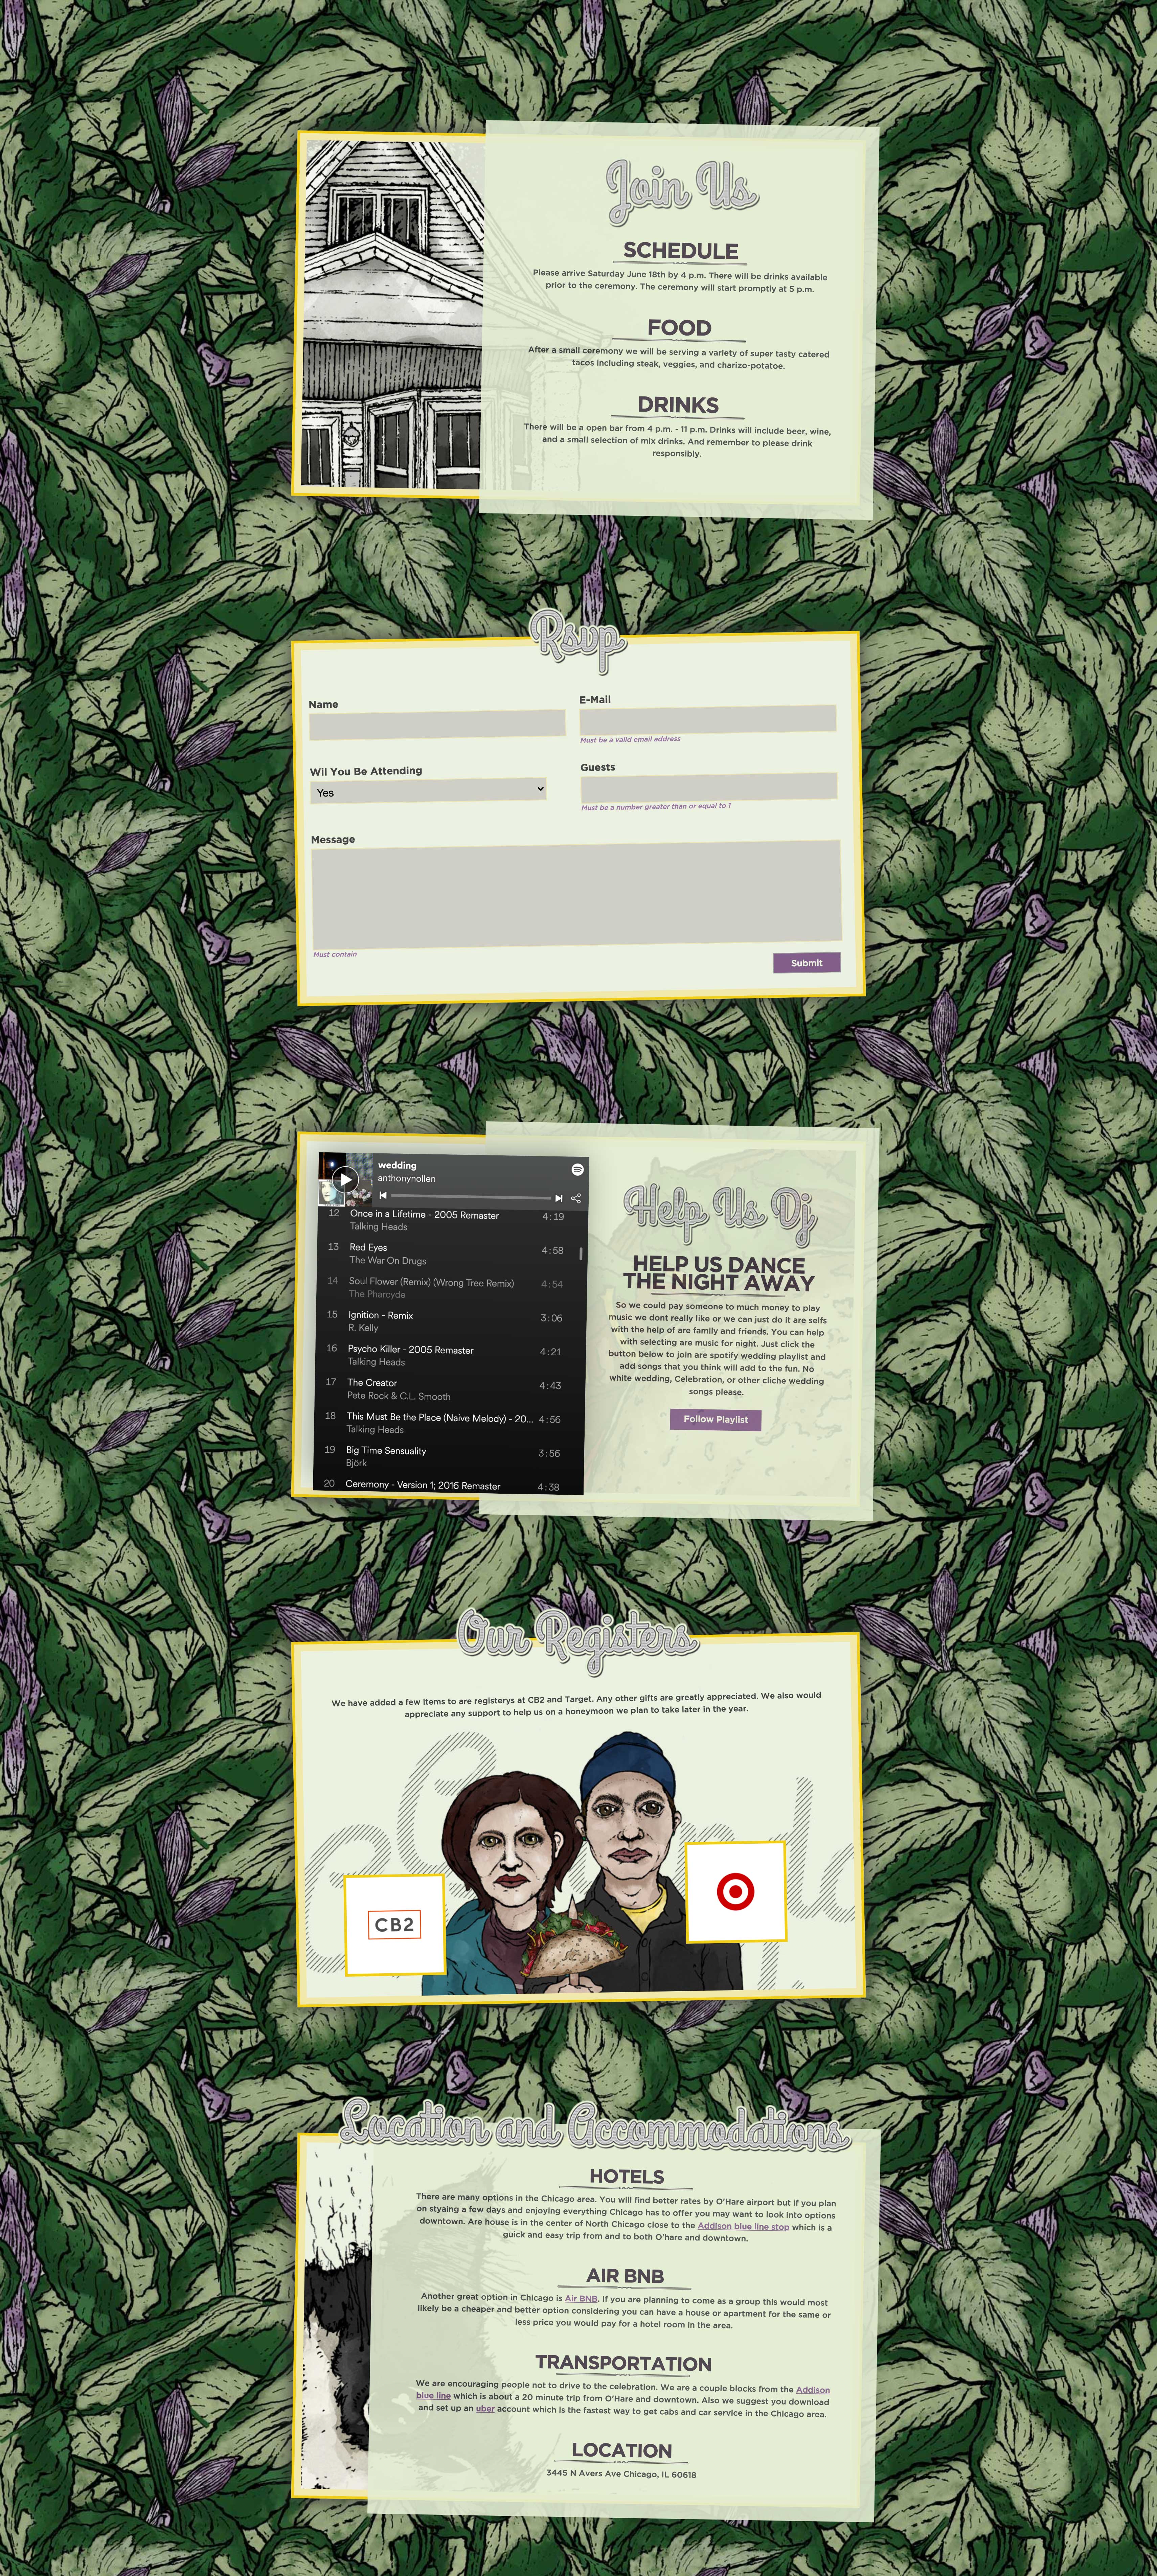 Join Us
SCHEDULE
Please arrive Saturday June 18th by 4 p.m. There will be drinks available
prior to the ceremony. The ceremony will start promptly at 5 p.m.
FOOD
After a small ceremony we will be serving a variety of super tasty catered
tacos including steak, veggies, and charizo-potatoe.
DRINKS
There will be a open bar from 4 p.m. - 11 p.m. Drinks will include beer, wine,
and a small selection of mix drinks. And remember to please drink
responsibly.
Rsvp
Name
E-Mail
Must be a valid email address
Wil You Be Attending
Yes
Guests
Must be a number greater than or equal to 1
Message
Must contain
Submit
wedding
anthonynollen
12 Once in a Lifetime - 2005 Remaster 4:19
Talking Heads
13 Red Eyes 4:58
The War On Drugs
14 Soul Flower (Remix) (Wrong Tree Remix) 4:54
The Pharcyde
15 Ignition - Remix 3:06
R. Kelly
16 Psycho Killer - 2005 Remaster 4:21
Talking Heads
17 The Creator 4:43
Pete Rock & C.L. Smooth
18 This Must Be the Place (Naive Melody) - 20... 4:56
Talking Heads
19 Big Time Sensuality 3:56
Björk
20 Ceremony - Version 1; 2016 Remaster 4:38
Help Us Dj
HELP US DANCE
THE NIGHT AWAY
So we could pay someone to much money to play
music we dont really like or we can just do it are selfs
with the help of are family and friends. You can help
with selecting are music for night. Just click the
button below to join are spotify wedding playlist and
add songs that you think will add to the fun. No
white wedding, Celebration, or other cliche wedding
songs please.
Follow Playlist
Our Registers
We have added a few items to are registerys at CB2 and Target. Any other gifts are greatly appreciated. We also would
appreciate any support to help us on a honeymoon we plan to take later in the year.
CB2
Location and Accommodations
HOTELS
There are many options in the Chicago area. You will find better rates by O'Hare airport but if you plan
on styaing a few days and enjoying everything Chicago has to offer you may want to look into options
downtown. Are house is in the center of North Chicago close to the Addison blue line stop which is a
guick and easy trip from and to both O'hare and downtown.
AIR BNB
Another great option in Chicago is Air BNB. If you are planning to come as a group this would most
likely be a cheaper and better option considering you can have a house or apartment for the same or
less price you would pay for a hotel room in the area.
TRANSPORTATION
We are encouraging people not to drive to the celebration. We are a couple blocks from the Addison
blue line which is about a 20 minute trip from O'Hare and downtown. Also we suggest you download
and set up an uber account which is the fastest way to get cabs and car service in the Chicago area.
LOCATION
3445 N Avers Ave Chicago, IL 60618